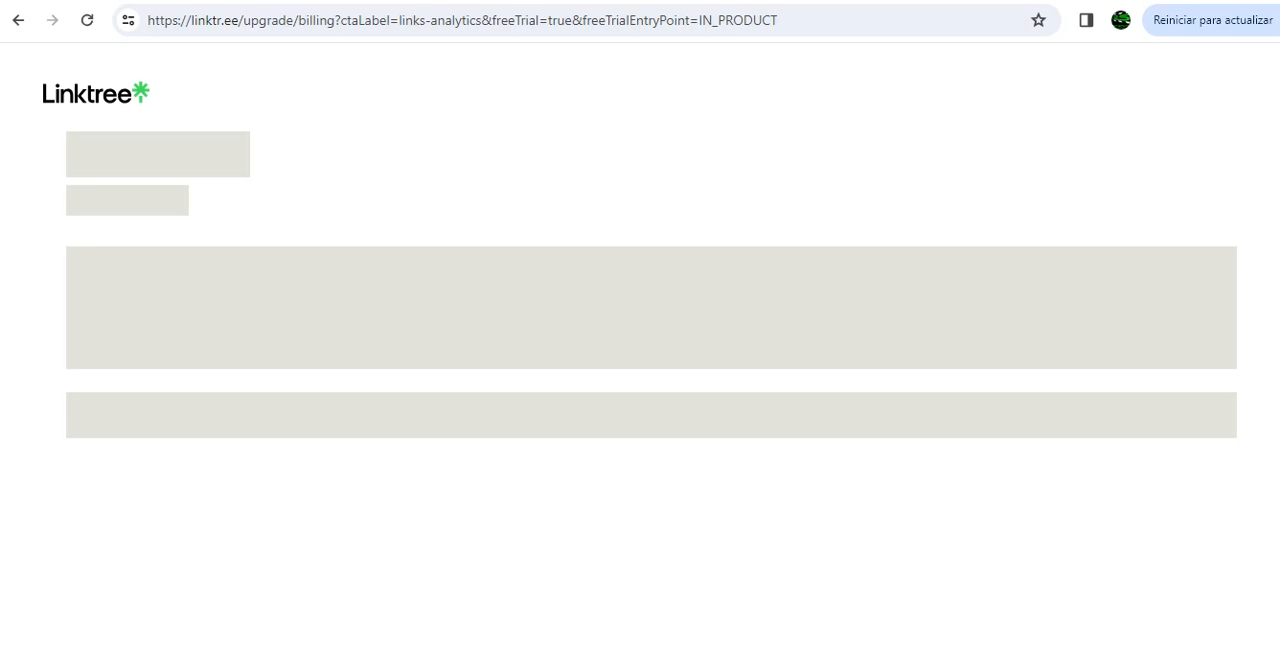 https://linktr.ee/upgrade/billing?ctaLabel=links-analytics&freeTrial=true&freeTrialEntryPoint=IN_PRODUCT
Reiniciar para actualizar
Linktree